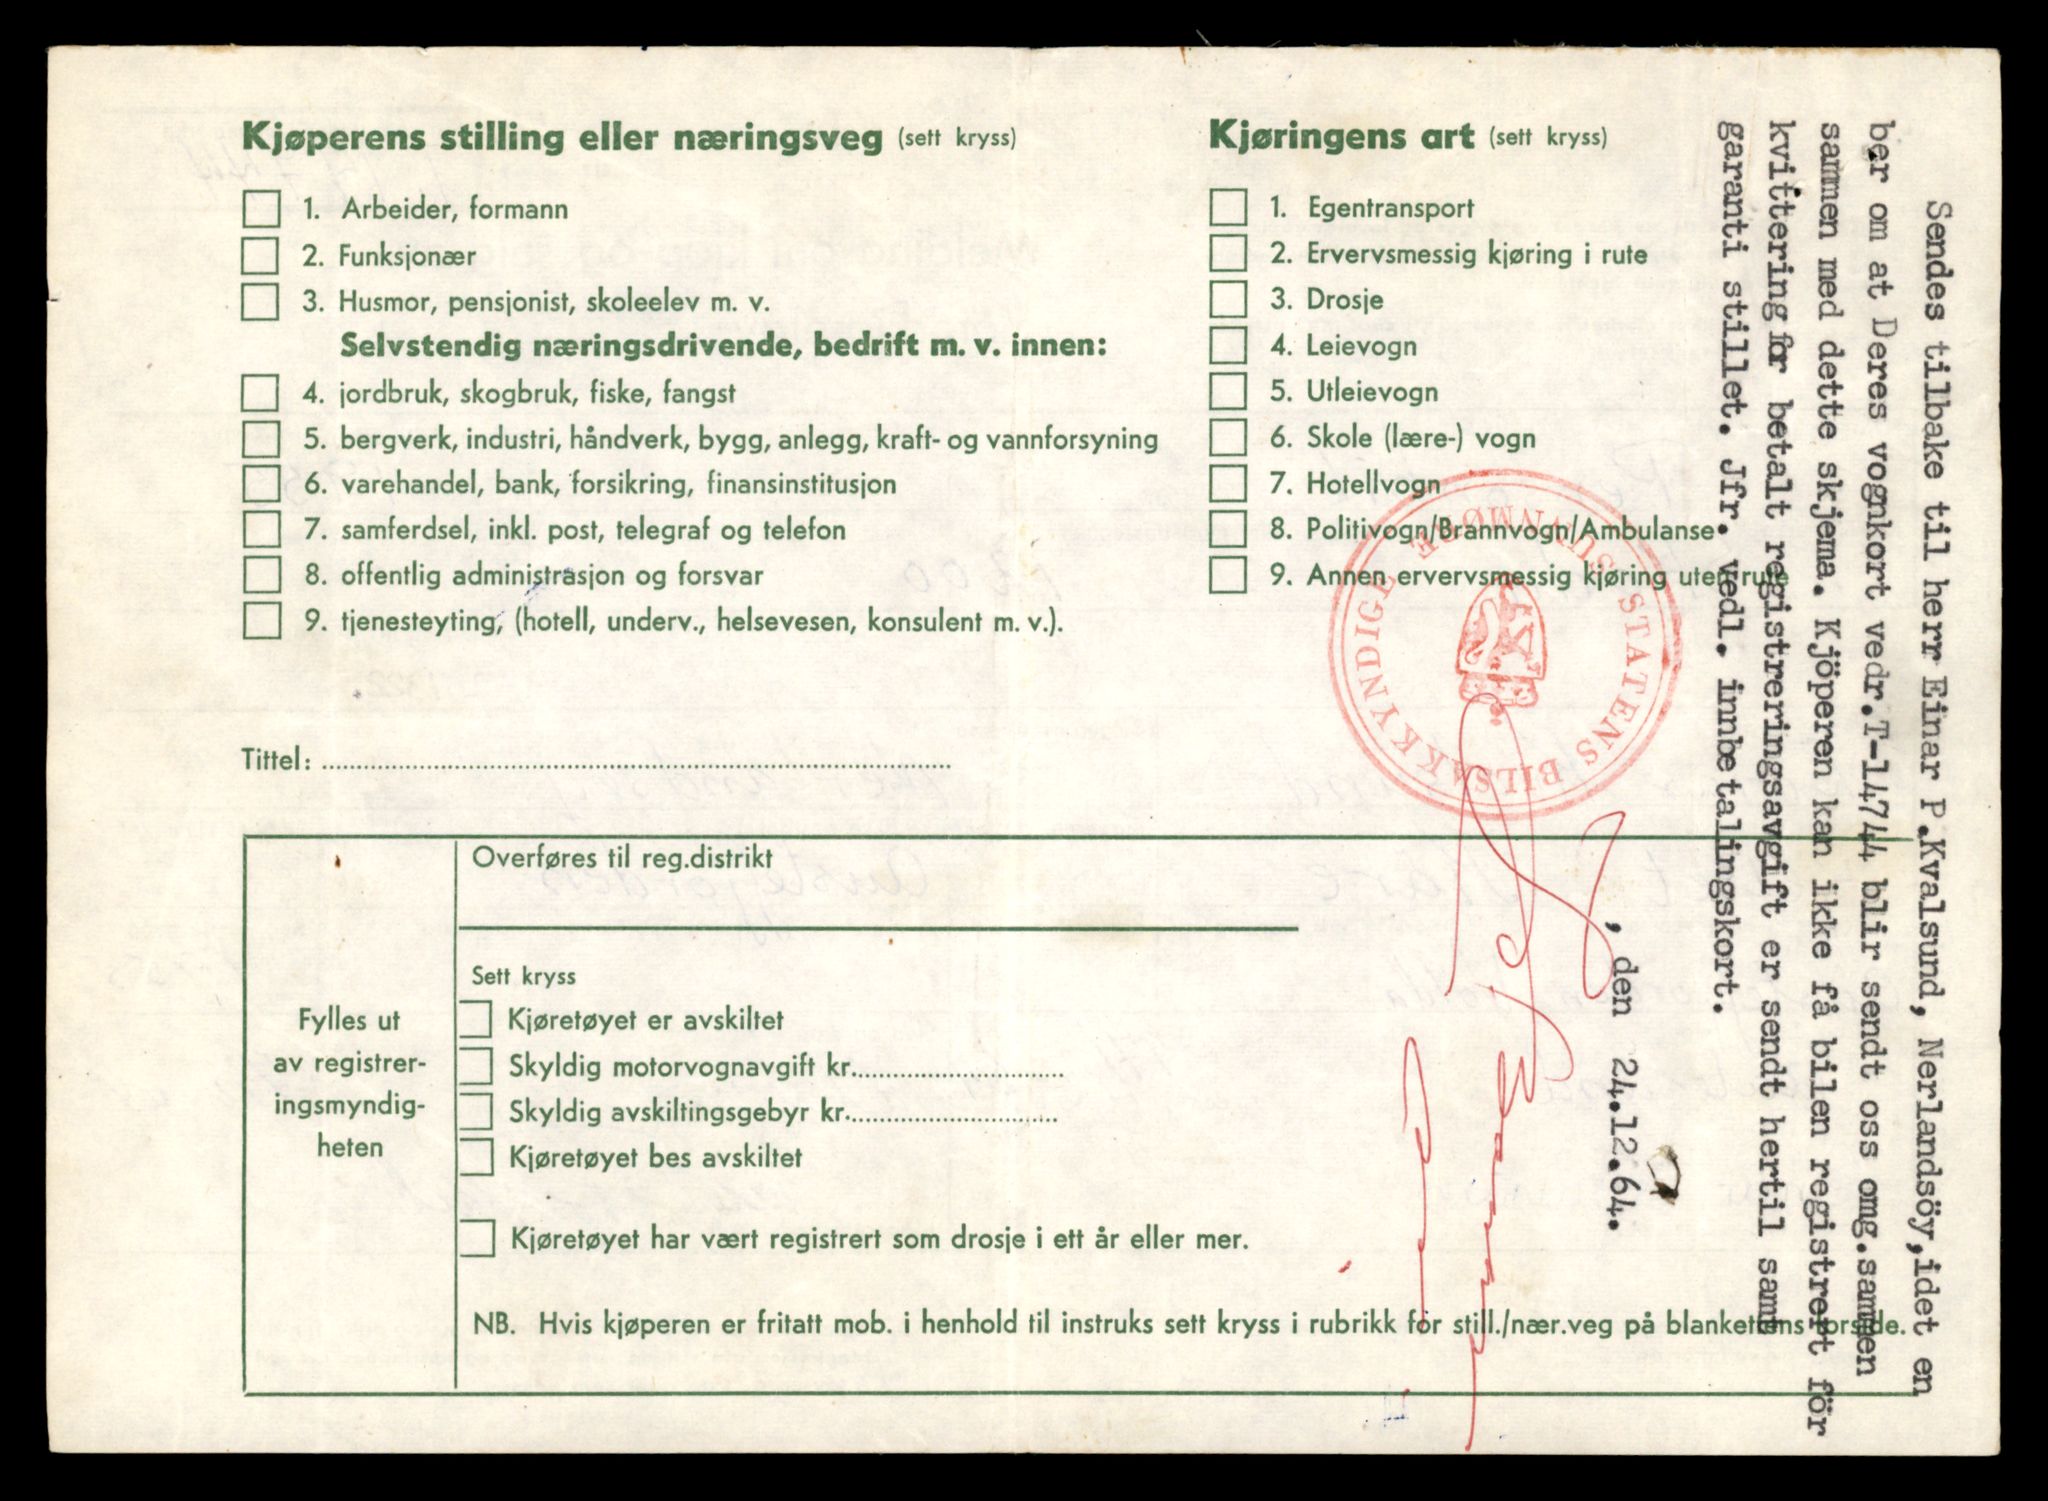 Kjøperens stilling eller næringsveg (sett kryss)
1. Arbeider, formann
2. Funksjonær
3. Husmor, pensjonist, skoleelev m. v.
Selvstendig næringsdrivende, bedrift m. v. innen:
4. jordbruk, skogbruk, fiske, fangst
5. bergverk, industri, håndverk, bygg, anlegg, kraft- og vannforsyning
6. varehandel, bank, forsikring, finansinstitusjon
7. samferdsel, inkl. post, telegraf og telefon
8. offentlig administrasjon og forsvar
9. tjenesteyting, (hotell, underv., helsevesen, konsulent m. v.).
Tittel:
Kjøringens art (sett kryss)
1. Egentransport
2. Ervervsmessig kjøring i rute
3. Drosje
4. Leievogn
5. Utleievogn
6. Skole (lære-) vogn
7. Hotellvogn
8. Politivogn/Brannvogn/Ambulanse
9. Annen ervervsmessig kjøring uten rute
Fylles ut
av registrer-
ingsmyndig-
heten
Overføres til reg.distrikt
Sett kryss
Kjøretøyet er avskiltet
Skyldig motorvognavgift kr.
Skyldig avskiltingsgebyr kr.
Kjøretøyet bes avskiltet
Kjøretøyet har vært registrert som drosje i ett år eller mer.
NB. Hvis kjøperen er fritatt mob. i henhold til instruks sett kryss i rubrikk for still./nær.veg på blankettens forside.
Sendes tilbake til herr Einar P.Kvalsund, Nerlandsöy,idet en
ber om at Deres vognkort vedr.T-14744 blir sendt oss omg.sammen
sammen med dette skjema. Kjöperen kan ikke få bilen registrert för
kvittering for betalt registreringsavgift er sendt hertil samt
garanti stillet. Jfr. vedl. innbetalingskort.
, den 24.12.64.
STATENS BILSAKKYNDIGE SUNNMØRE